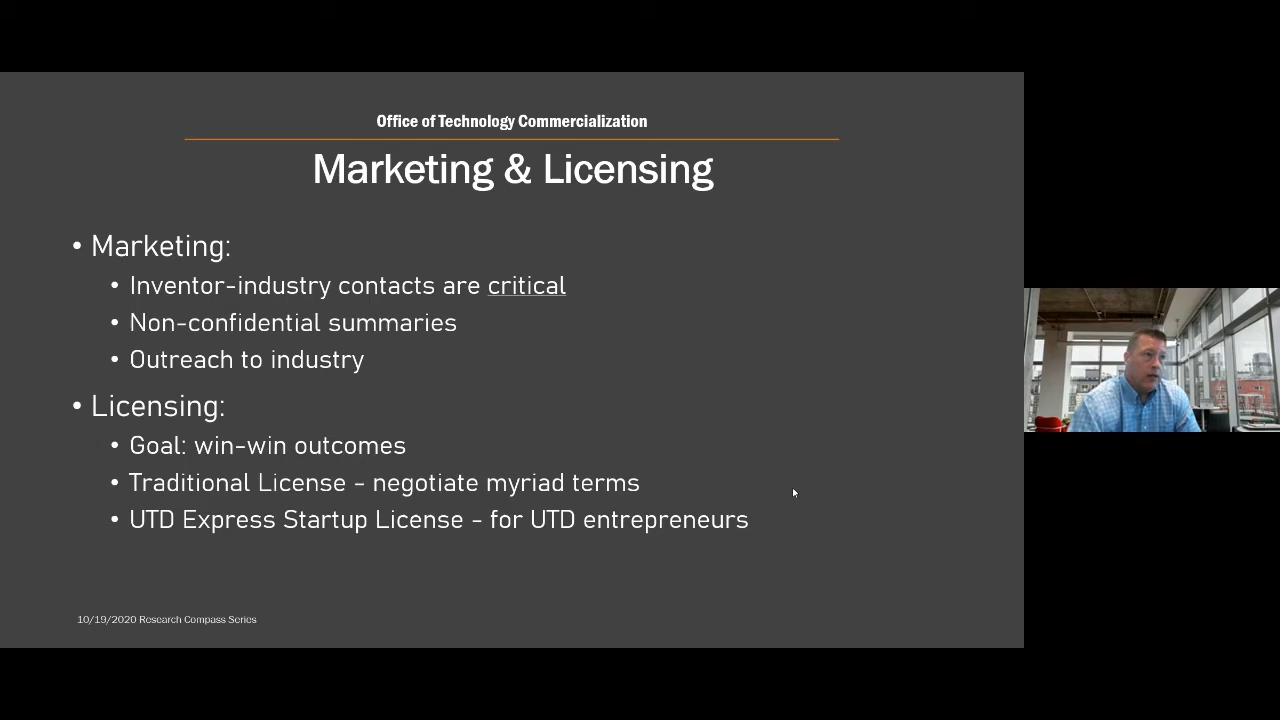 Office of Technology Commercialization
Marketing & Licensing
• Marketing:
• Inventor-industry contacts are critical
• Non-confidential summaries
• Outreach to industry
• Licensing:
• Goal: win-win outcomes
• Traditional License - negotiate myriad terms
• UTD Express Startup License - for UTD entrepreneurs
10/19/2020 Research Compass Series